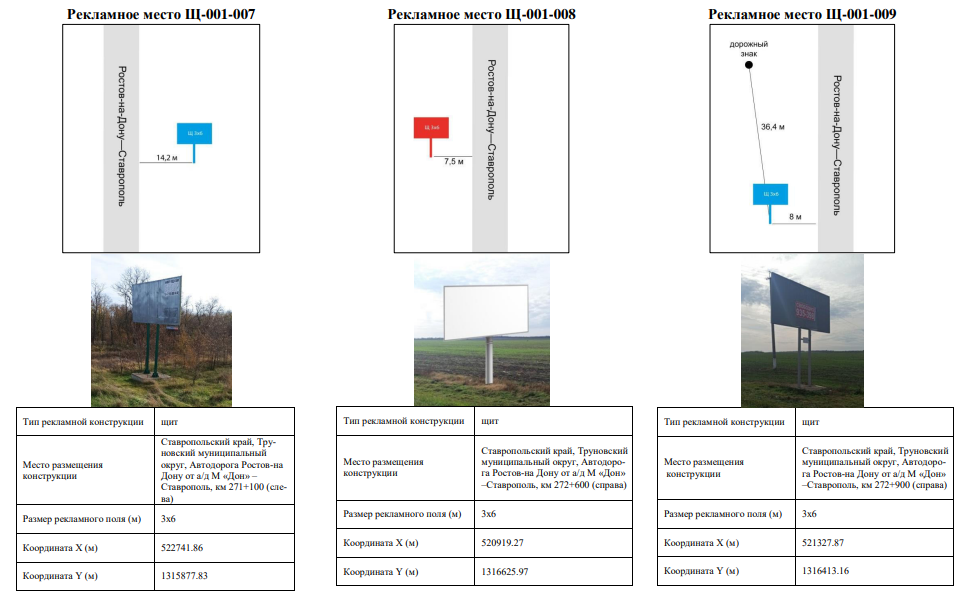 Рекламное место Щ-001-007
Ростов-на-Дону—Ставрополь
Щ 3х6
14,2 м
Тип рекламной конструкции
щит
Место размещения
конструкции
Ставропольский край, Тру-
новский муниципальный
округ, Автодорога Ростов-на
Дону от а/д М «Дон» –
Ставрополь, км 271+100 (сле-
ва)
Размер рекламного поля (м)
3х6
Координата X (м)
522741.86
Координата Y (м)
1315877.83
Рекламное место Щ-001-008
Ростов-на-Дону—Ставрополь
Щ 3х6
7,5 м
Тип рекламной конструкции
щит
Место размещения
конструкции
Ставропольский край, Труновский
муниципальный округ, Автодоро-
га Ростов-на Дону от а/д М «Дон»
–Ставрополь, км 272+600 (справа)
Размер рекламного поля (м)
3х6
Координата X (м)
520919.27
Координата Y (м)
1316625.97
Рекламное место Щ-001-009
дорожный
знак
Ростов-на-Дону—Ставрополь
36,4 м
Щ 3х6
8 м
Тип рекламной конструкции
щит
Место размещения
конструкции
Ставропольский край, Труновский
муниципальный округ, Автодоро-
га Ростов-на Дону от а/д М «Дон»
–Ставрополь, км 272+900 (справа)
Размер рекламного поля (м)
3х6
Координата X (м)
521327.87
Координата Y (м)
1316413.16